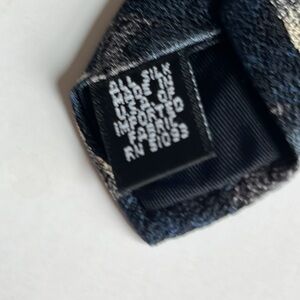 ALL SILK
MADE IN
USA OF
IMPORTED
FABRIC
RN 51093